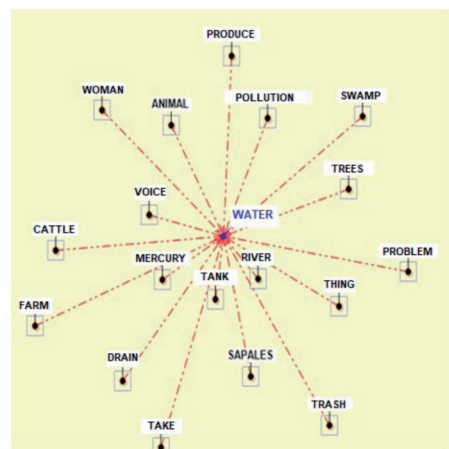 PRODUCE
WOMAN
ANIMAL
POLLUTION
SWAMP
TREES
VOICE
WATER
CATTLE
MERCURY
RIVER
PROBLEM
TANK
THING
FARM
DRAIN
SAPALES
TAKE
TRASH